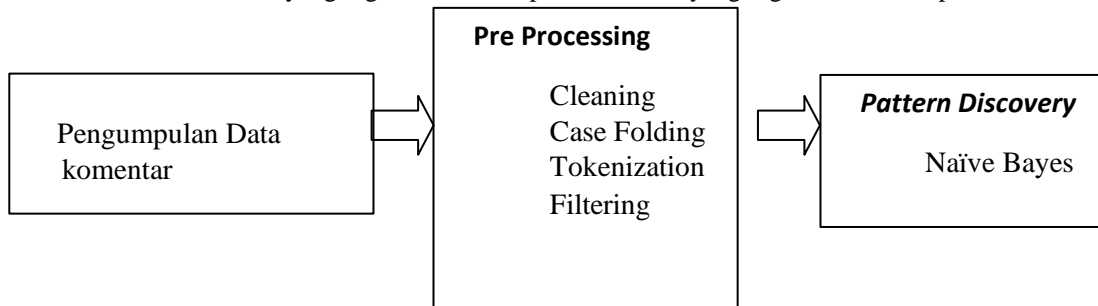 Pre Processing
Pengumpulan Data
komentar
Cleaning
Case Folding
Tokenization
Filtering
Pattern Discovery
Naïve Bayes